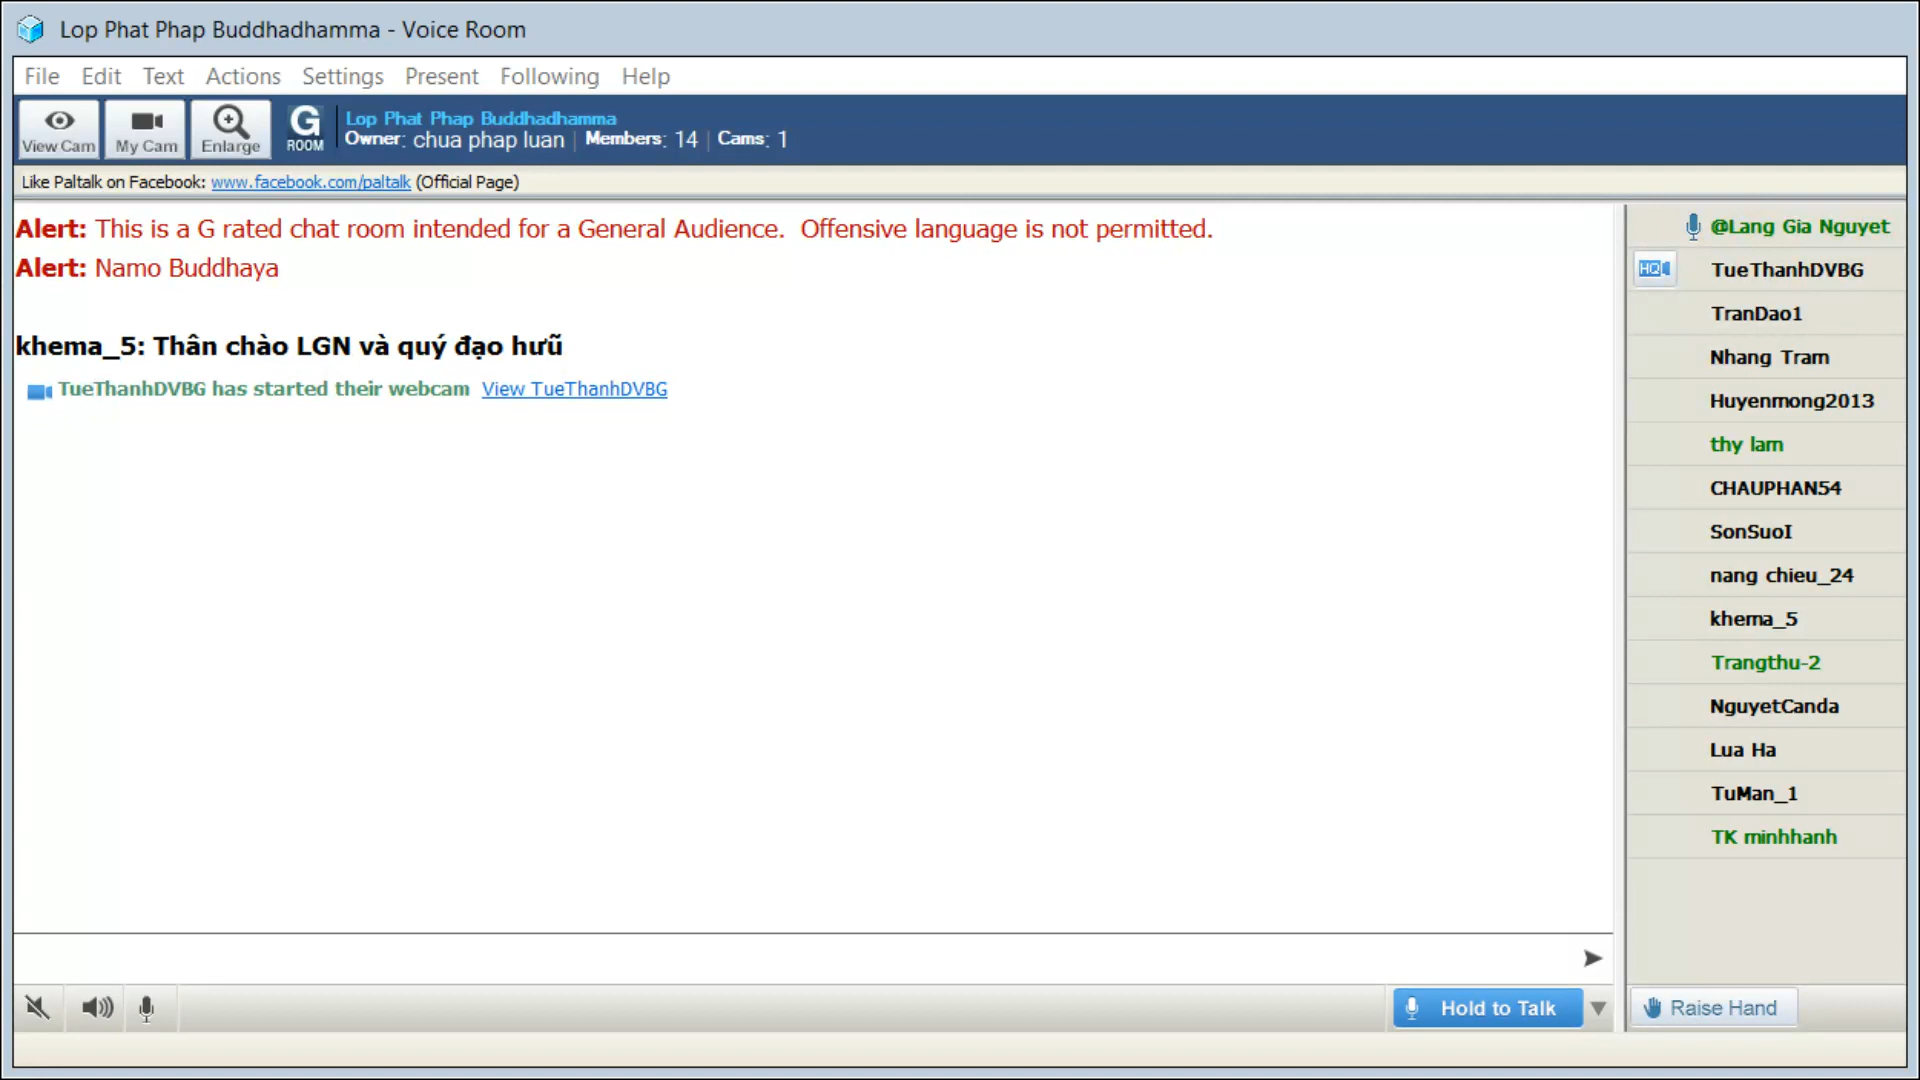 Lop Phat Phap Buddhadhamma - Voice Room
File Edit Text Actions Settings Present Following Help
View Cam My Cam Enlarge G ROOM
Lop Phat Phap Buddhadhamma
Owner: chua phap luan | Members: 14 | Cams: 1
Like Paltalk on Facebook: www.facebook.com/paltalk (Official Page)
Alert: This is a G rated chat room intended for a General Audience. Offensive language is not permitted.
Alert: Namo Buddhaya
khema_5: Thân chào LGN và quý đạo hưũ
TueThanhDVBG has started their webcam View TueThanhDVBG
@Lang Gia Nguyet
HQ TueThanhDVBG
TranDao1
Nhang Tram
Huyenmong2013
thy lam
CHAUPHAN54
SonSuoI
nang chieu_24
khema_5
Trangthu-2
NguyetCanda
Lua Ha
TuMan_1
TK minhhanh
Hold to Talk
Raise Hand